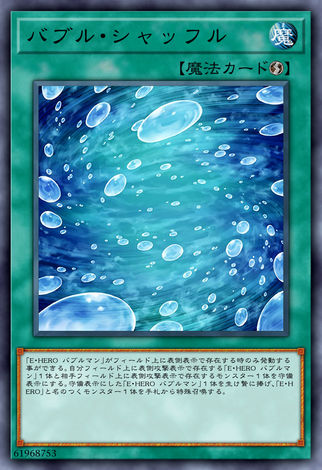 バブル・シャッフル
魔
【魔法カード】
「E・HERO バブルマン」がフィールド上に表側表示で存在する時のみ発動する
事ができる。自分フィールド上に表側攻撃表示で存在する「E・HERO バブルマ
ン」１体と相手フィールド上に表側攻撃表示で存在するモンスター１体を守備
表示にする。守備表示にした「E・HERO バブルマン」１体を生け贄に捧げ、「E・H
ERO」と名のつくモンスター１体を手札から特殊召喚する。
61968753